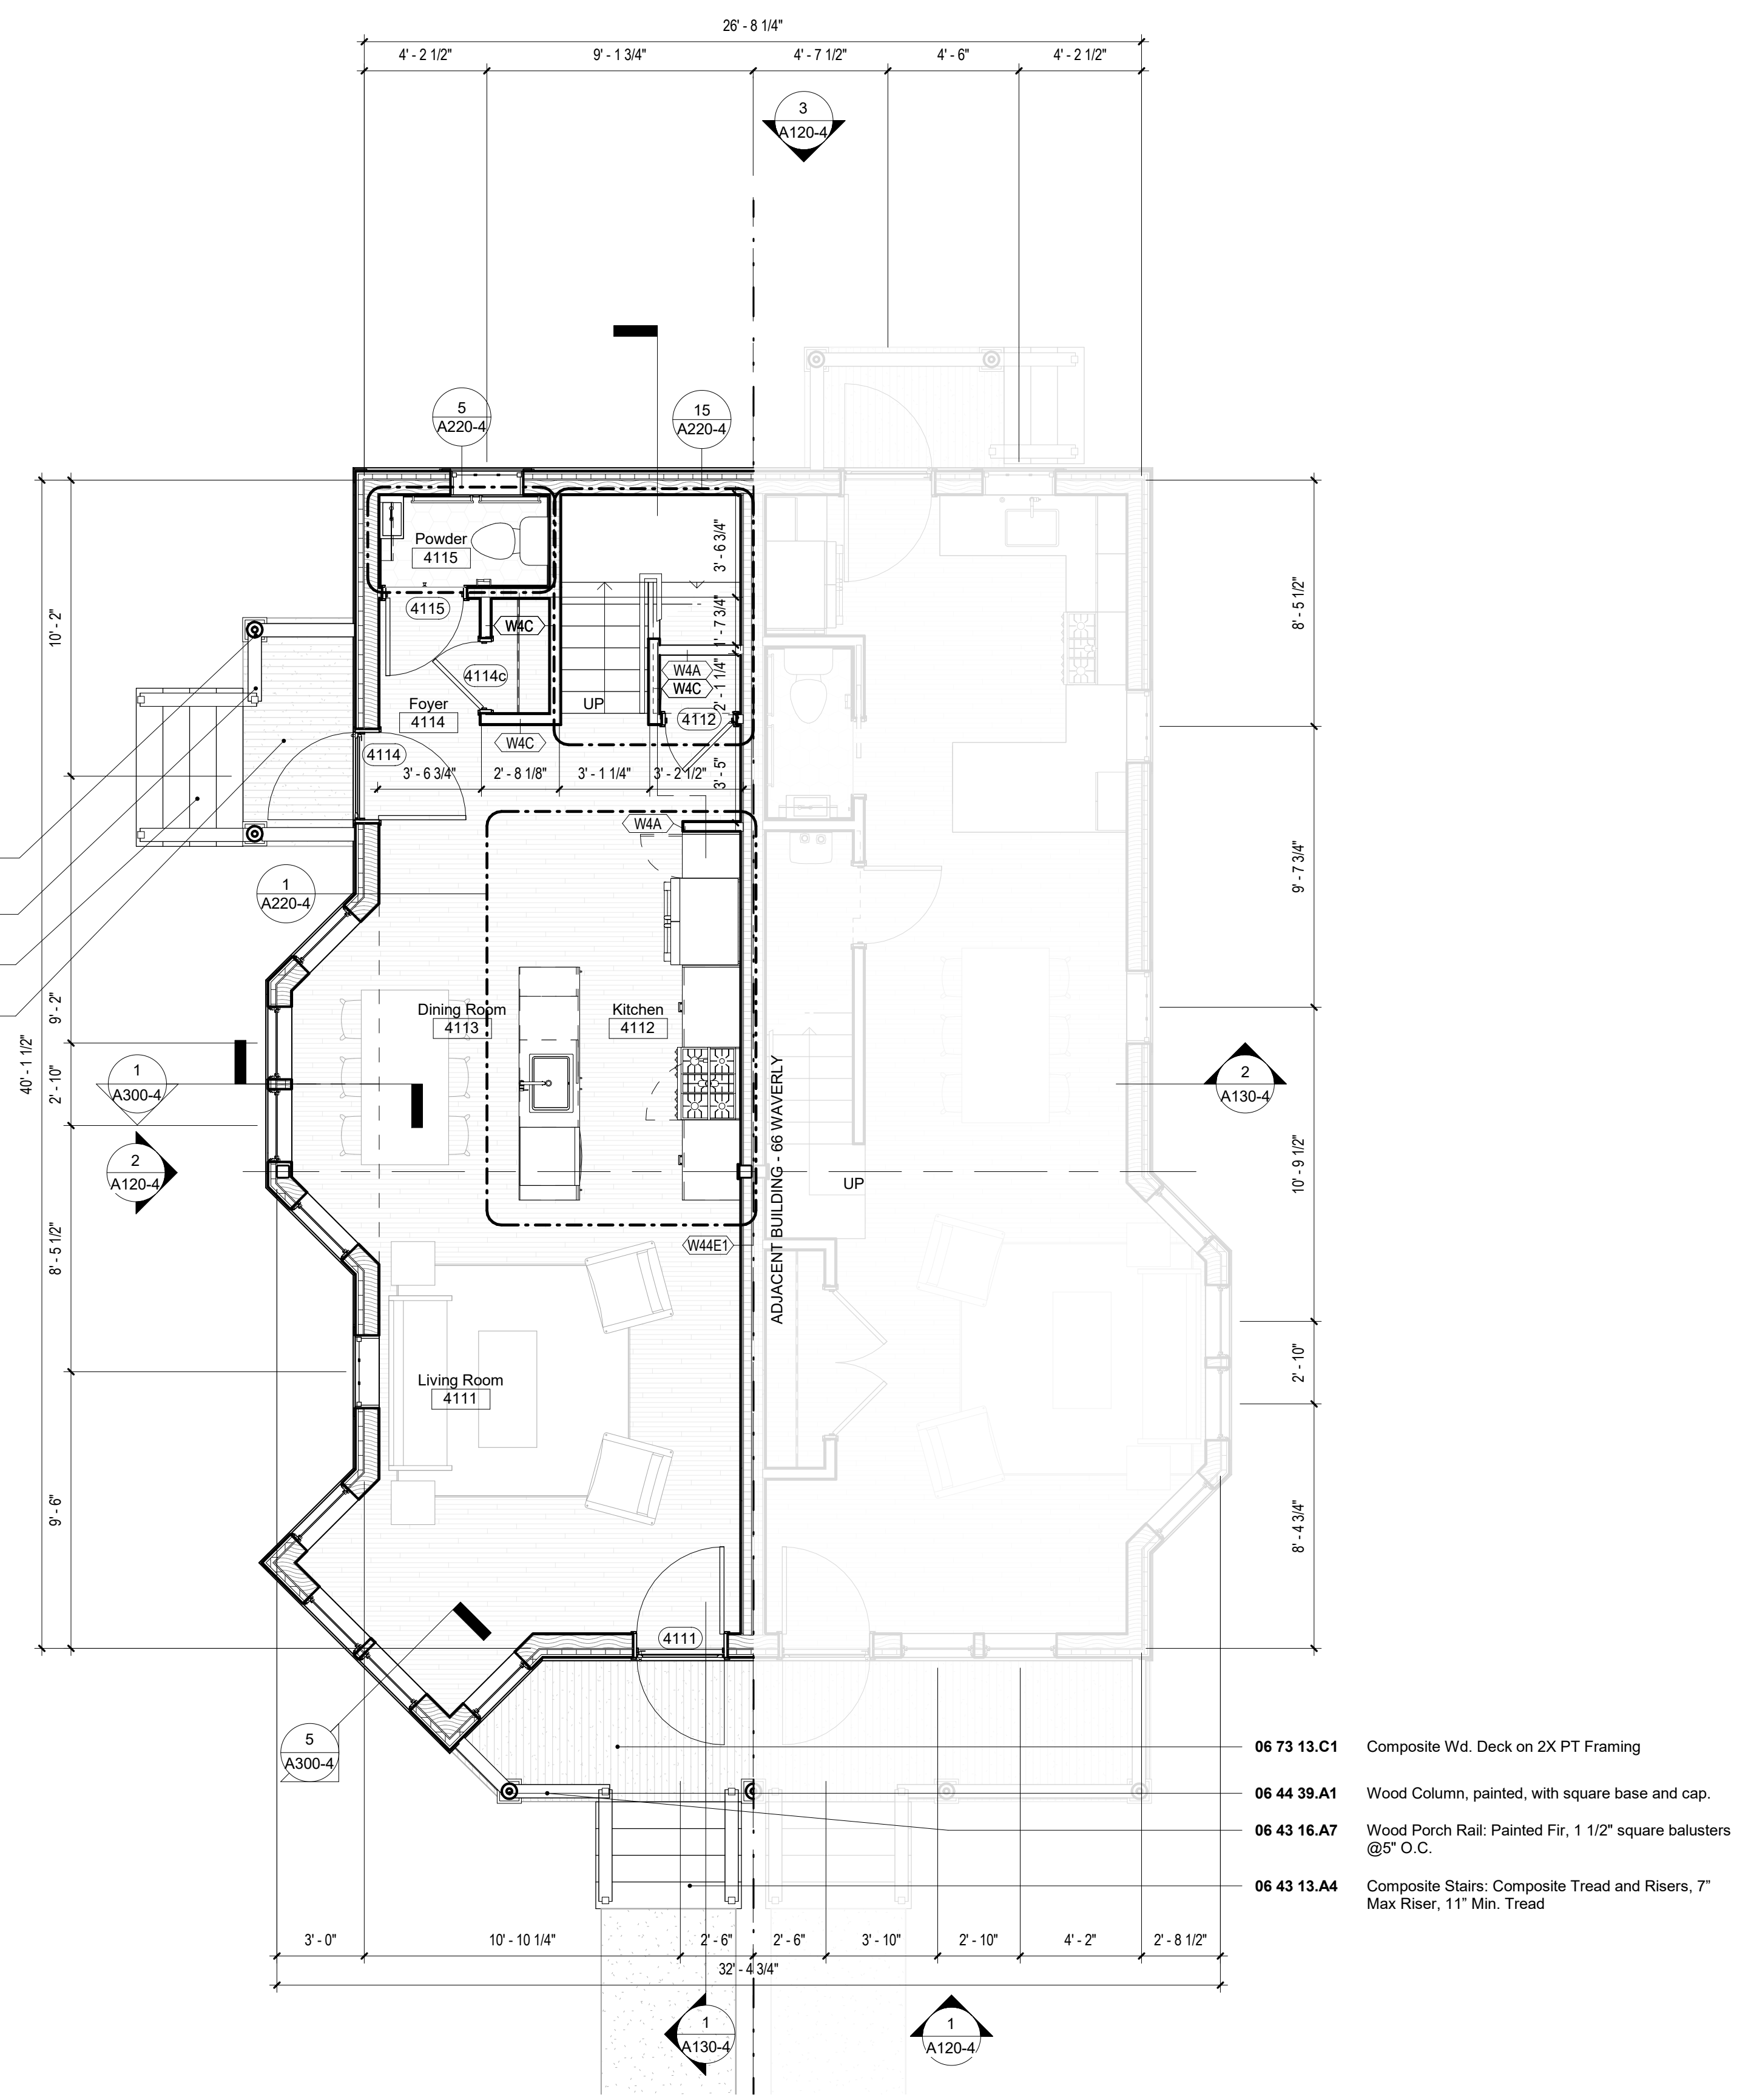 26' - 8 1/4"
4' - 2 1/2"
9' - 1 3/4"
4' - 7 1/2"
4' - 6"
4' - 2 1/2"
3
A120-4
5
A220-4
15
A220-4
Powder
4115
3' - 6 3/4"
4115
W4C
1' - 7 3/4"
4114c
W4A
W4C
2' - 1 1/4"
Foyer
4114
UP
4112
4114
W4C
3' - 6 3/4"
2' - 8 1/8"
3' - 1 1/4"
3' - 2 1/2"
3' - 5"
W4A
10' - 2"
8' - 5 1/2"
9' - 7 3/4"
1
A220-4
9' - 2"
Dining Room
4113
Kitchen
4112
40' - 1 1/2"
2' - 10"
1
A300-4
2
A130-4
2
A120-4
ADJACENT BUILDING - 66 WAVERLY
UP
10' - 9 1/2"
8' - 5 1/2"
W44E1
Living Room
4111
2' - 10"
9' - 6"
8' - 4 3/4"
4111
5
A300-4
06 73 13.C1 Composite Wd. Deck on 2X PT Framing
06 44 39.A1 Wood Column, painted, with square base and cap.
06 43 16.A7 Wood Porch Rail: Painted Fir, 1 1/2" square balusters
@5" O.C.
06 43 13.A4 Composite Stairs: Composite Tread and Risers, 7”
Max Riser, 11” Min. Tread
3' - 0"
10' - 10 1/4"
2' - 6"
2' - 6"
3' - 10"
2' - 10"
4' - 2"
2' - 8 1/2"
32' - 4 3/4"
1
A130-4
1
A120-4